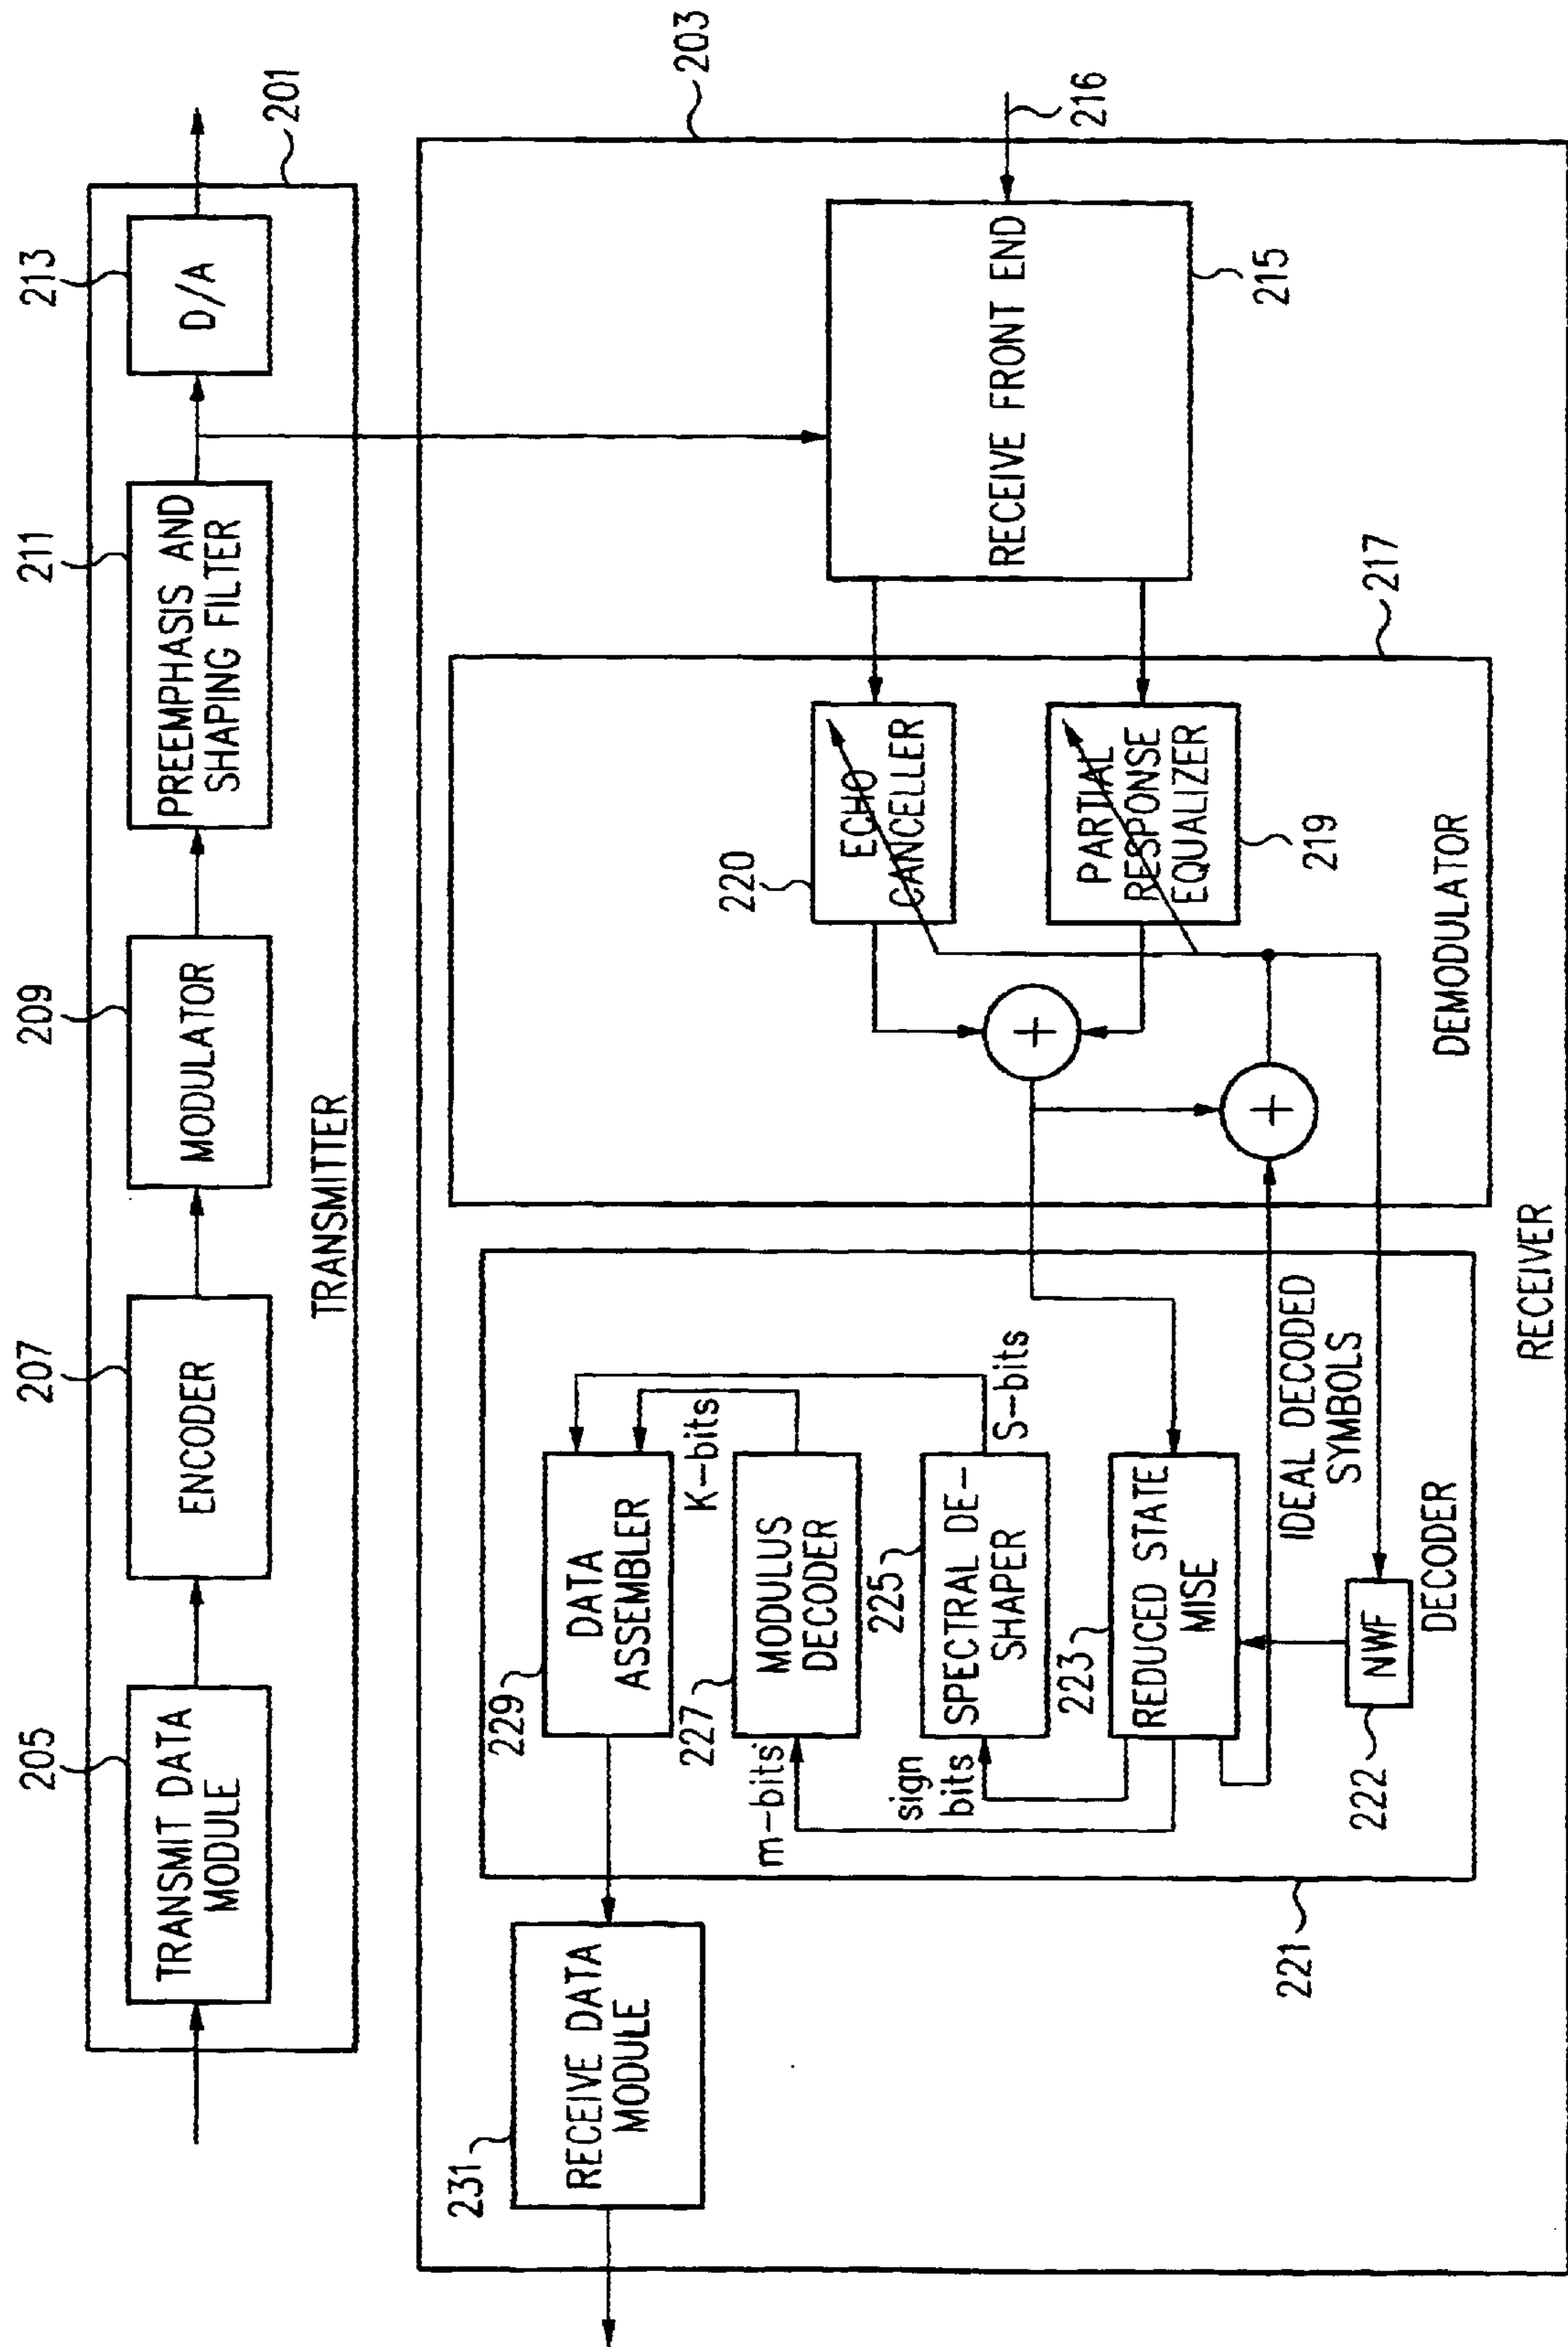 205
TRANSMIT DATA
MODULE
207
ENCODER
209
MODULATOR
211
PREEMPHASIS AND
SHAPING FILTER
213
D/A
201
TRANSMITTER
203
231
RECEIVE DATA
MODULE
229
DATA
ASSEMBLER
K-bits
227
MODULUS
DECODER
m-bits
225
SPECTRAL DE-
SHAPER
S-bits
sign
bits
223
REDUCED STATE
MISE
IDEAL DECODED
SYMBOLS
222
NWF
DECODER
221
220
ECHO
CANCELLER
PARTIAL
RESPONSE
EQUALIZER
219
+
+
DEMODULATOR
217
RECEIVE FRONT END
215
216
RECEIVER